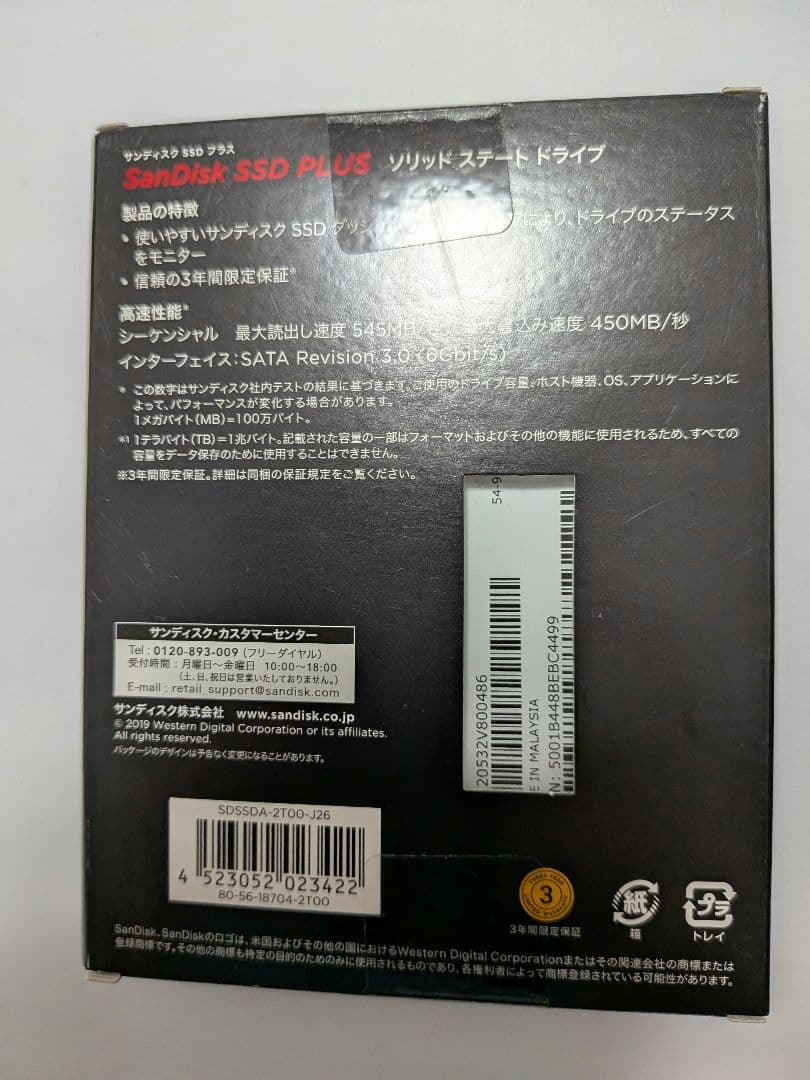 サンディスク SSD プラス
SanDisk SSD PLUS ソリッド ステート ドライブ
製品の特徴
• 使いやすいサンディスク SSD ダッシ により、ドライブのステータス
をモニター
• 信頼の3年間限定保証※
高速性能*
シーケンシャル 最大読出し速度 545MB/ 込み速度 450MB/秒
インターフェイス:SATA Revision 3.0 (6Gbit/s)
* この数字はサンディスク社内テストの結果に基づきます。ご使用のドライブ容量、ホスト機器、OS、アプリケーションに
よって、パフォーマンスが変化する場合があります。
1メガバイト(MB)=100万バイト。
*1 1テラバイト(TB)=1兆バイト。記載された容量の一部はフォーマットおよびその他の機能に使用されるため、すべての
容量をデータ保存のために使用することはできません。
※3年間限定保証。詳細は同梱の保証規定をご覧ください。
54-9
20532V800486
E IN MALAYSIA
N: 5001B448BEBC4499
サンディスク・カスタマーセンター
Tel : 0120-893-009 (フリーダイヤル)
受付時間 : 月曜日〜金曜日 10:00〜18:00
(土、日、祝日は営業いたしておりません。)
E-mail : retail_support@sandisk.com
サンディスク株式会社 www.sandisk.co.jp
© 2019 Western Digital Corporation or its affiliates.
All rights reserved.
パッケージのデザインは予告なく変更になることがあります。
SDSSDA-2T00-J26
4 523052 023422
80-56-18704-2T00
THREE-YEAR
3
LIMITED WARRANTY
3年間限定保証
紙
箱
プラ
トレイ
SanDisk、SanDiskのロゴは、米国およびその他の国におけるWestern Digital Corporationまたはその関連会社の商標または
登録商標です。その他の商標も特定の目的のためのみに使用されるものであり、各権利者によって商標登録されている可能性があります。